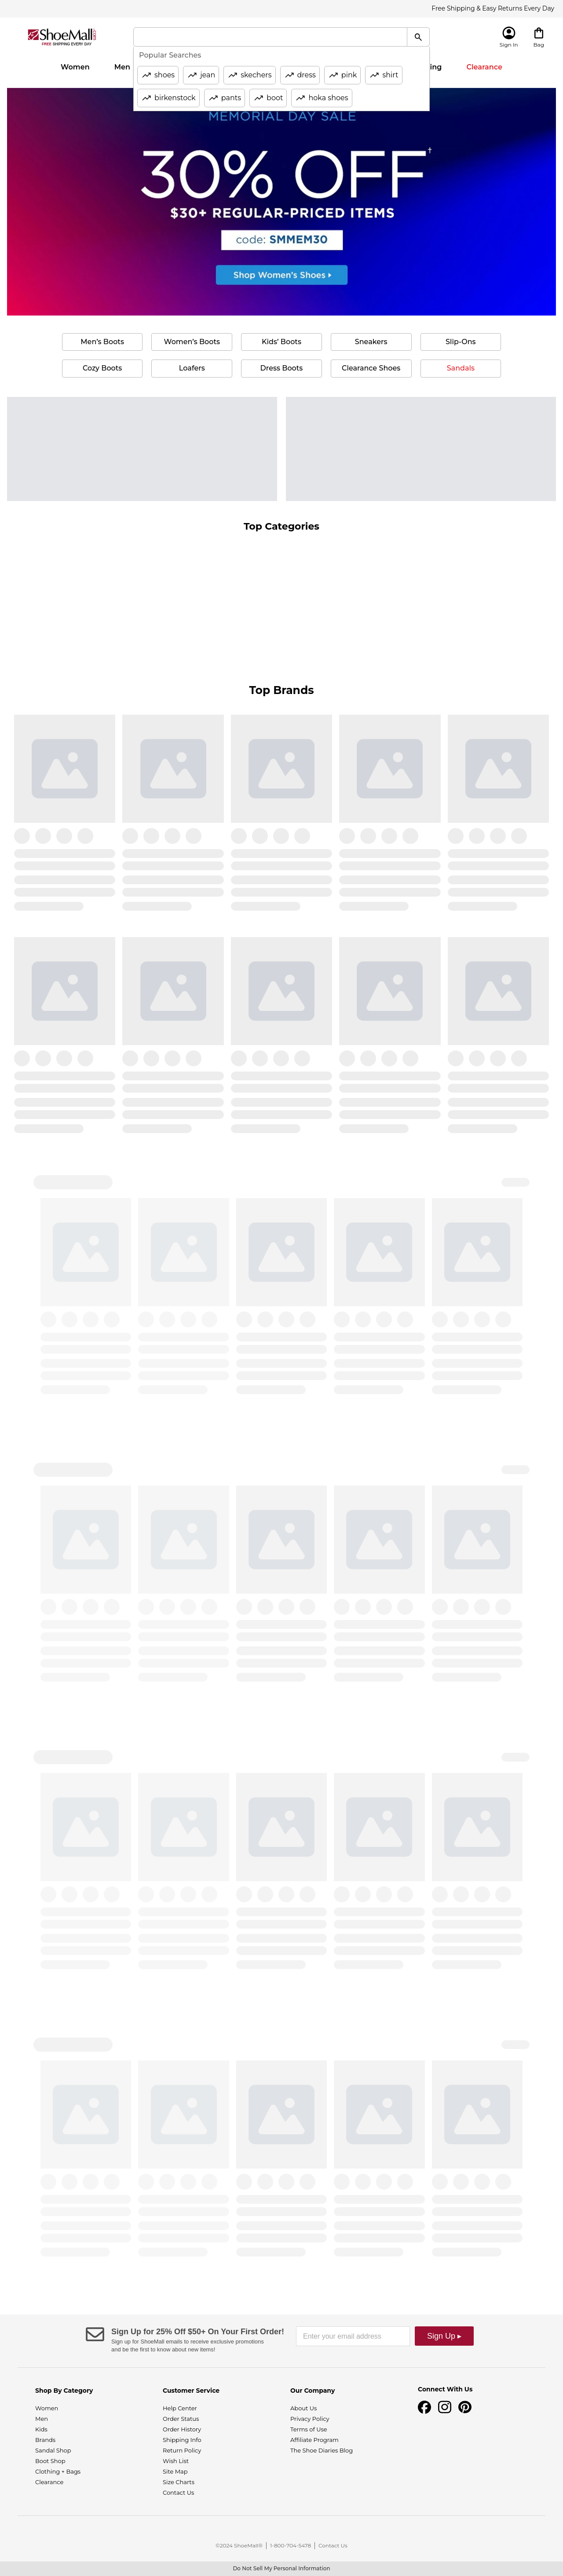 Free Shipping & Easy Returns Every Day
ShoeMall
FREE SHIPPING EVERY DAY
Sign In
Bag
Popular Searches
Women
Men
ing
Clearance
shoes
jean
skechers
dress
pink
shirt
birkenstock
pants
boot
hoka shoes
MEMORIAL DAY SALE
30% OFF†
$30+ REGULAR-PRICED ITEMS
code: SMMEM30
Shop Women's Shoes ▸
Men's Boots
Women's Boots
Kids' Boots
Sneakers
Slip-Ons
Cozy Boots
Loafers
Dress Boots
Clearance Shoes
Sandals
Top Categories
Top Brands
Sign Up for 25% Off $50+ On Your First Order!
Sign up for ShoeMall emails to receive exclusive promotions
and be the first to know about new items!
Enter your email address
Sign Up ▸
Shop By Category
Women
Men
Kids
Brands
Sandal Shop
Boot Shop
Clothing + Bags
Clearance
Customer Service
Help Center
Order Status
Order History
Shipping Info
Return Policy
Wish List
Site Map
Size Charts
Contact Us
Our Company
About Us
Privacy Policy
Terms of Use
Affiliate Program
The Shoe Diaries Blog
Connect With Us
©2024 ShoeMall® | 1-800-704-5478 | Contact Us
Do Not Sell My Personal Information